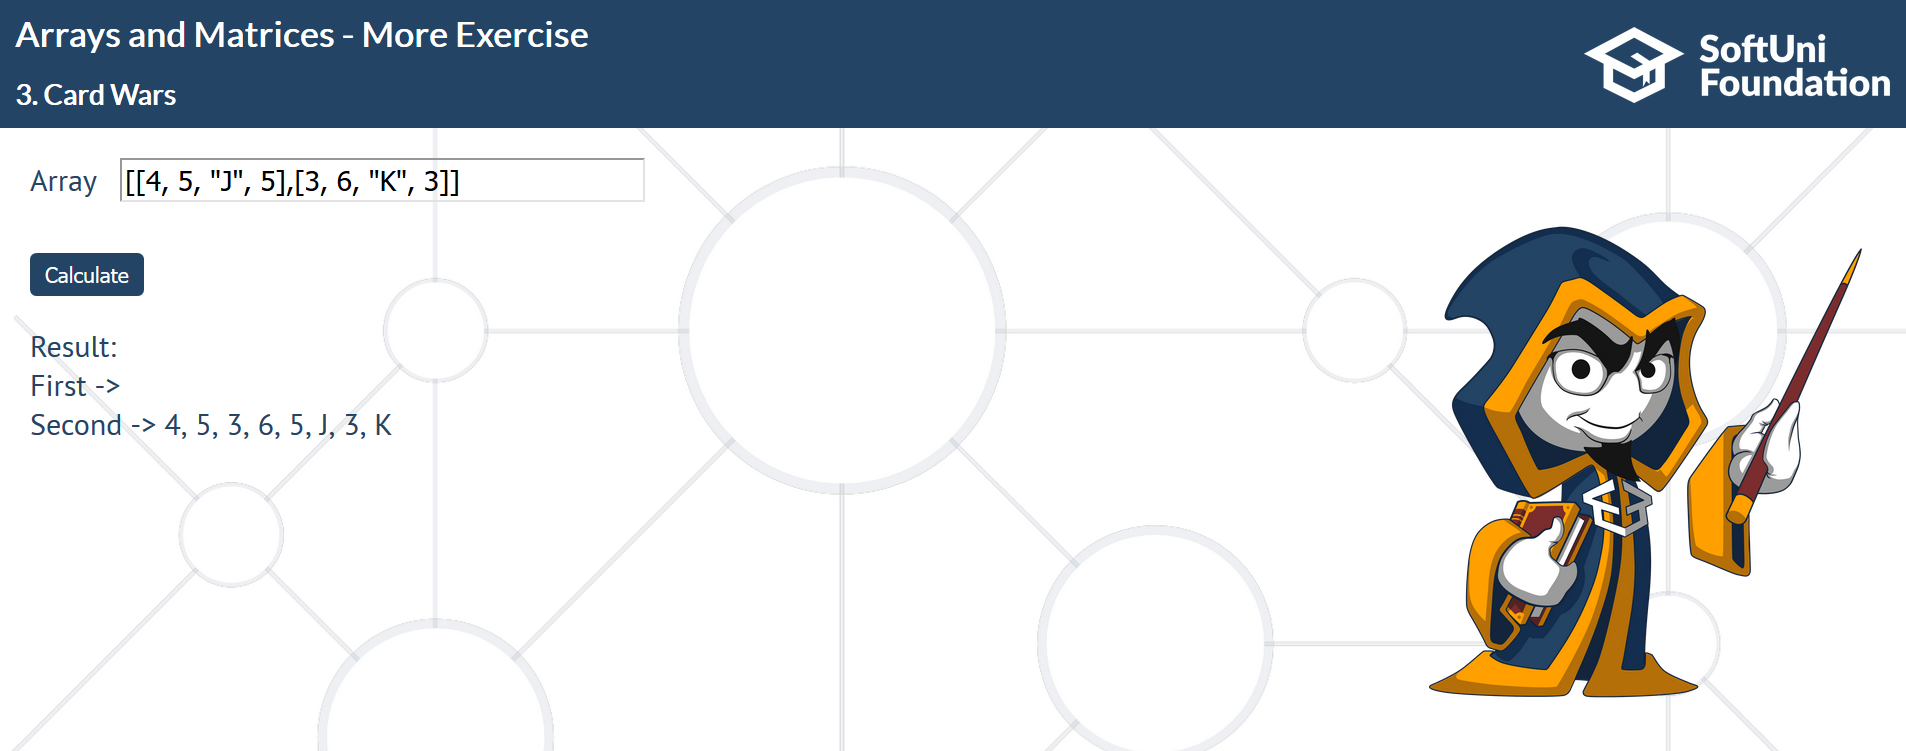 Arrays and Matrices - More Exercise
3. Card Wars
SoftUni
Foundation
Array [[4, 5, "J", 5],[3, 6, "K", 3]]
Calculate
Result:
First ->
Second -> 4, 5, 3, 6, 5, J, 3, K